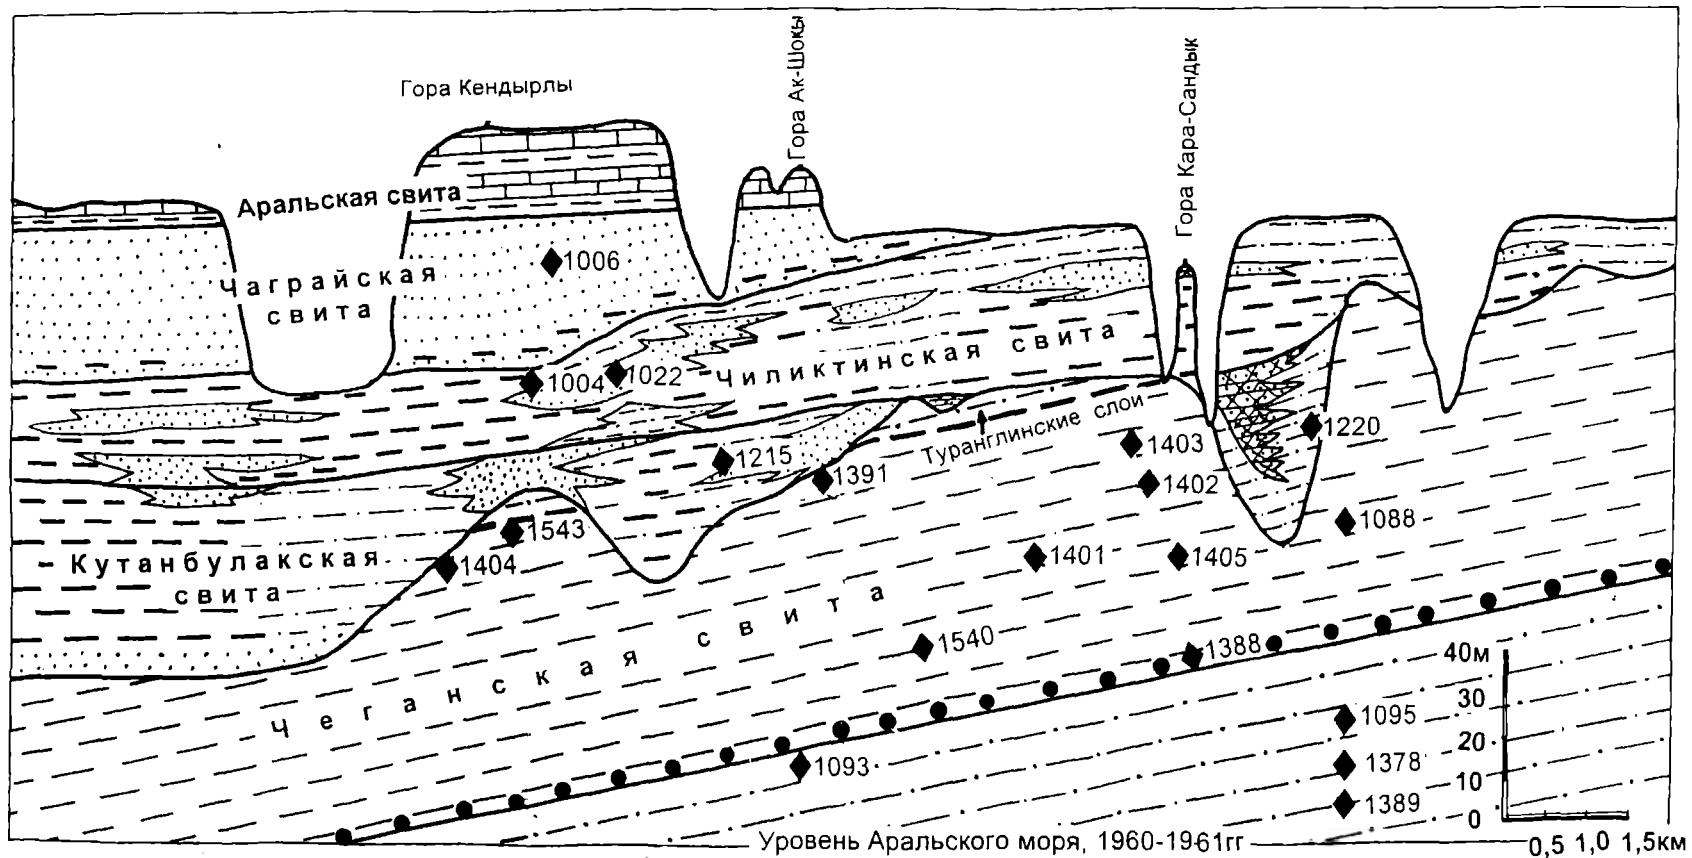 Гора Кендырлы
Гора Ак-Шокы
Гора Кара-Сандык
Аральская свита
Чаграйская
свита
1006
1004
1022
Чиликтинская свита
Туранглинские слои
1215
1391
1403
1402
1220
1543
1404
1088
Кутанбулакская
свита
1401
1405
1540
1388
Чеганская свита
1093
1095
1378
1389
40м
30
20
10
0
0,5 1,0 1,5км
Уровень Аральского моря, 1960-1961гг